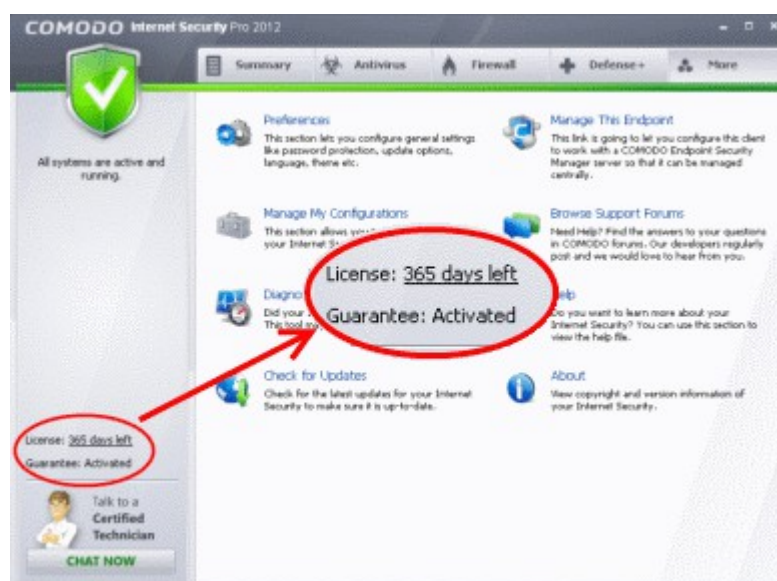 COMODO Internet Security Pro 2012
Summary
Antivirus
Firewall
Defense+
More
All systems are active and
running.
Preferences
This section lets you configure general settings
like password protection, update options,
language, theme etc.
Manage This Endpoint
This link is going to let you configure this client
to work with a COMODO Endpoint Security
Manager server so that it can be managed
centrally.
Manage My Configurations
This section allows you
your Internet S
Browse Support Forums
Need Help? Find the answers to your questions
in COMODO forums. Our developers regularly
post and we would love to hear from you.
License: 365 days left
Guarantee: Activated
Diagno
Did your
This tool m
elp
Do you want to learn more about your
Internet Security? You can use this section to
view the help file.
Check for Updates
Check for the latest updates for your Internet
Security to make sure it is up-to-date.
About
View copyright and version information of
your Internet Security.
License: 365 days left
Guarantee: Activated
Talk to a
Certified
Technician
CHAT NOW